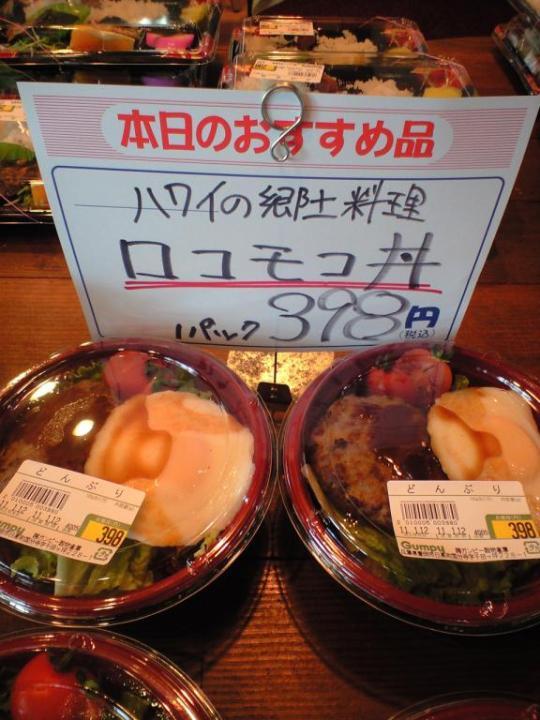 本日のおすすめ品
ハワイの郷土料理
ロコモコ丼
1パック 398円
(税込)
どんぶり
398
Gumpy
どんぶり
398
Gumpy